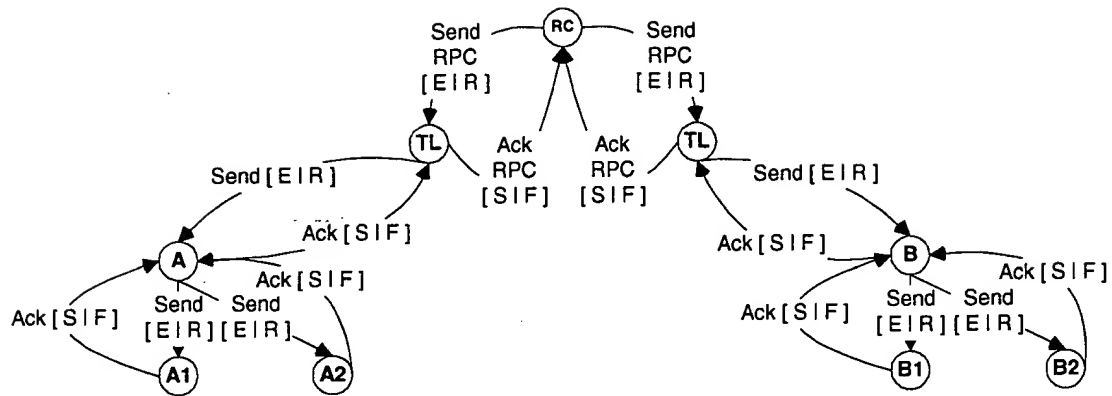 RC
Send
RPC
[ E I R ]
Send
RPC
[ E I R ]
TL
Ack
RPC
[ S I F ]
Ack
RPC
[ S I F ]
TL
Send [ E I R ]
Send [ E I R ]
Ack [ S I F ]
Ack [ S I F ]
A
B
Ack [ S I F ]
Ack [ S I F ]
Send
[ E I R ]
Send
[ E I R ]
Ack [ S I F ]
Ack [ S I F ]
Send
[ E I R ]
Send
[ E I R ]
A1
A2
B1
B2